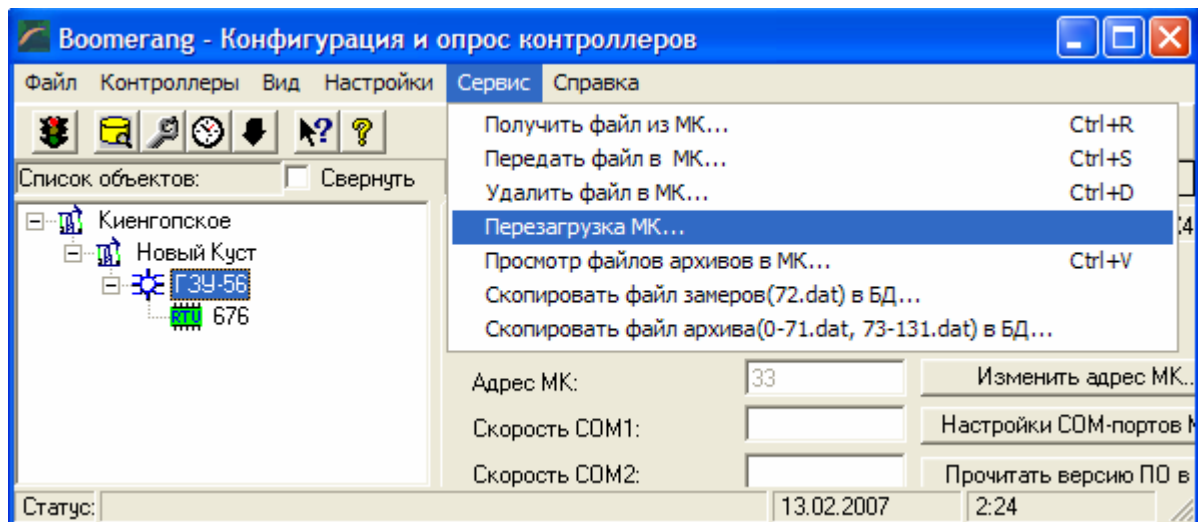 Boomerang - Конфигурация и опрос контроллеров
Файл Контроллеры Вид Настройки Сервис Справка
Получить файл из МК... Ctrl+R
Передать файл в МК... Ctrl+S
Удалить файл в МК... Ctrl+D
Перезагрузка МК...
Просмотр файлов архивов в МК... Ctrl+V
Скопировать файл замеров(72.dat) в БД...
Скопировать файл архива(0-71.dat, 73-131.dat) в БД...
Список объектов: Свернуть
Киенгопское
Новый Куст
ГЗУ-56
RTU 676
Адрес МК: 33 Изменить адрес МК..
Скорость COM1: Настройки COM-портов
Скорость COM2: Прочитать версию ПО в
Статус: 13.02.2007 2:24